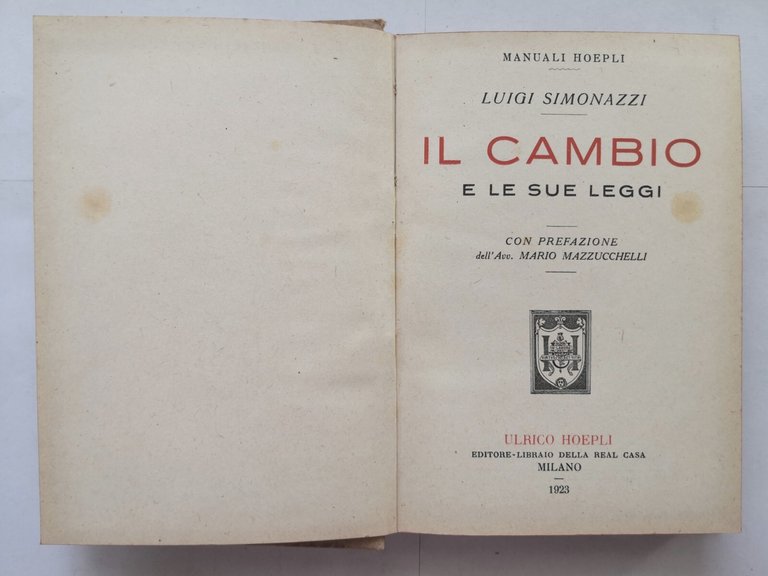 MANUALI HOEPLI
LUIGI SIMONAZZI
IL CAMBIO
E LE SUE LEGGI
CON PREFAZIONE
dell'Avv. MARIO MAZZUCCHELLI
ULRICO HOEPLI
EDITORE-LIBRAIO DELLA REAL CASA
MILANO
1923